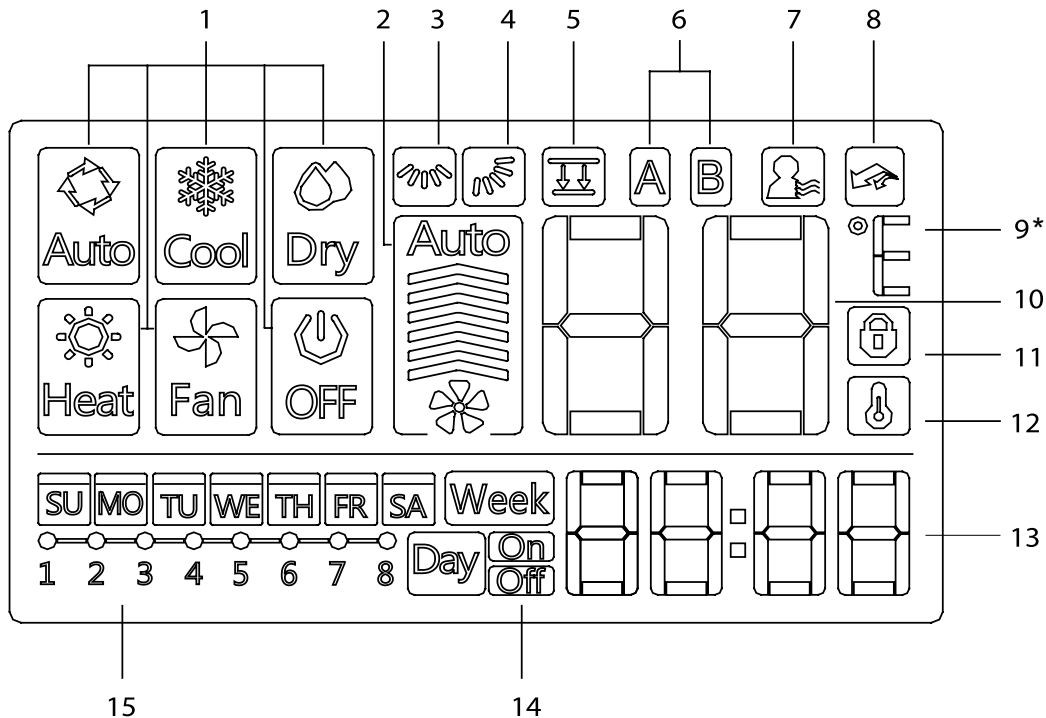 1 2 3 4 5 6 7 8
A B
Auto Cool Dry Auto
9*
10
Heat Fan OFF
11
12
SU MO TU WE TH FR SA Week
Day On
Off
13
1 2 3 4 5 6 7 8
15 14